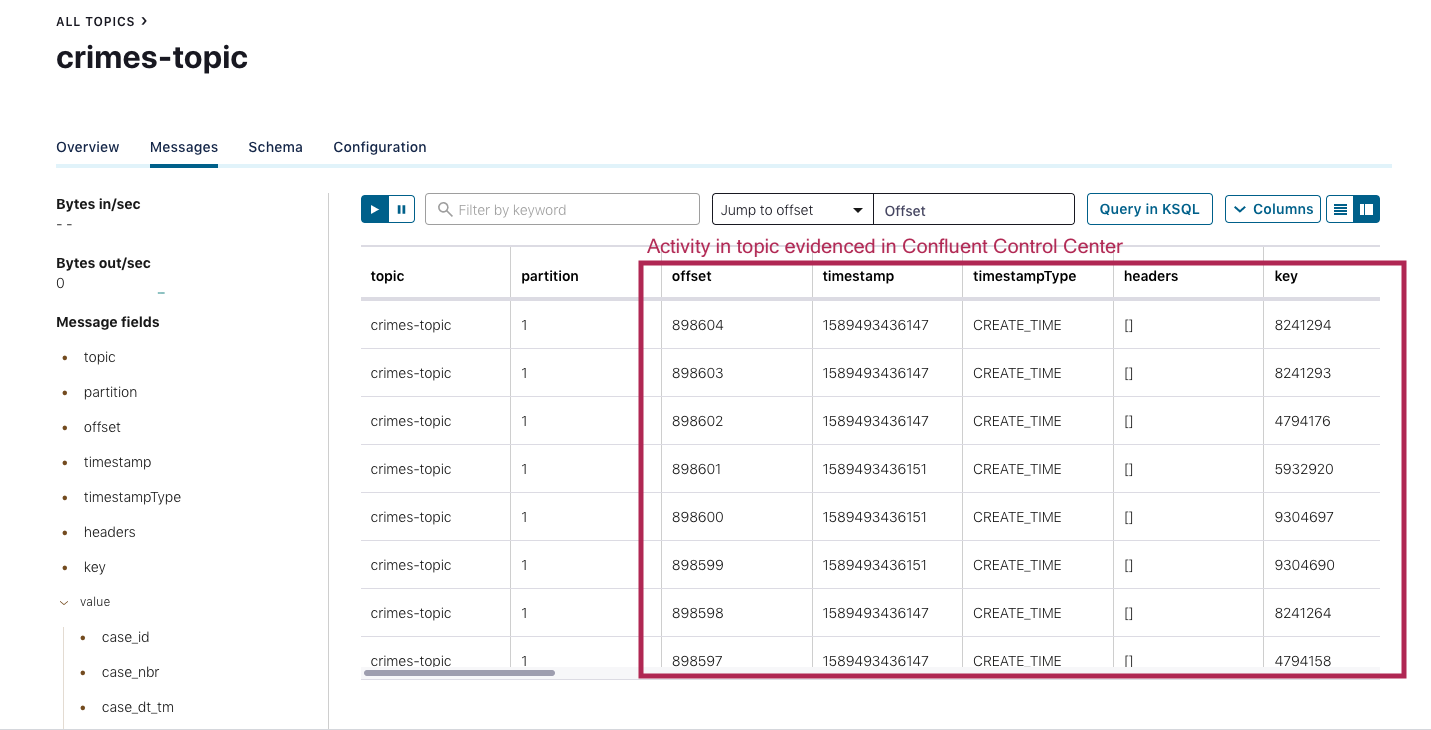 ALL TOPICS >
crimes-topic
Overview Messages Schema Configuration
Bytes in/sec
- -
Bytes out/sec
0
Message fields
topic
partition
offset
timestamp
timestampType
headers
key
value
case_id
case_nbr
case_dt_tm
Filter by keyword Jump to offset Offset Query in KSQL Columns
Activity in topic evidenced in Confluent Control Center
topic partition offset timestamp timestampType headers key
crimes-topic 1 898604 1589493436147 CREATE_TIME [] 8241294
crimes-topic 1 898603 1589493436147 CREATE_TIME [] 8241293
crimes-topic 1 898602 1589493436147 CREATE_TIME [] 4794176
crimes-topic 1 898601 1589493436151 CREATE_TIME [] 5932920
crimes-topic 1 898600 1589493436151 CREATE_TIME [] 9304697
crimes-topic 1 898599 1589493436151 CREATE_TIME [] 9304690
crimes-topic 1 898598 1589493436147 CREATE_TIME [] 8241264
crimes-topic 1 898597 1589493436147 CREATE_TIME [] 4794158